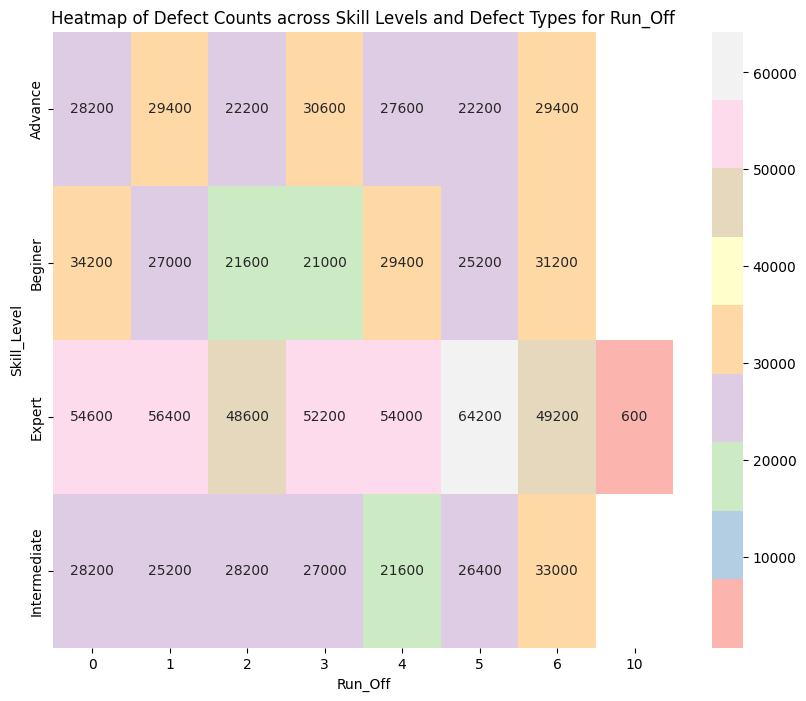 Heatmap of Defect Counts across Skill Levels and Defect Types for Run_Off
Skill_Level
Advance
28200 29400 22200 30600 27600 22200 29400
Beginer
34200 27000 21600 21000 29400 25200 31200
Expert
54600 56400 48600 52200 54000 64200 49200 600
Intermediate
28200 25200 28200 27000 21600 26400 33000
0 1 2 3 4 5 6 10
Run_Off
60000
50000
40000
30000
20000
10000